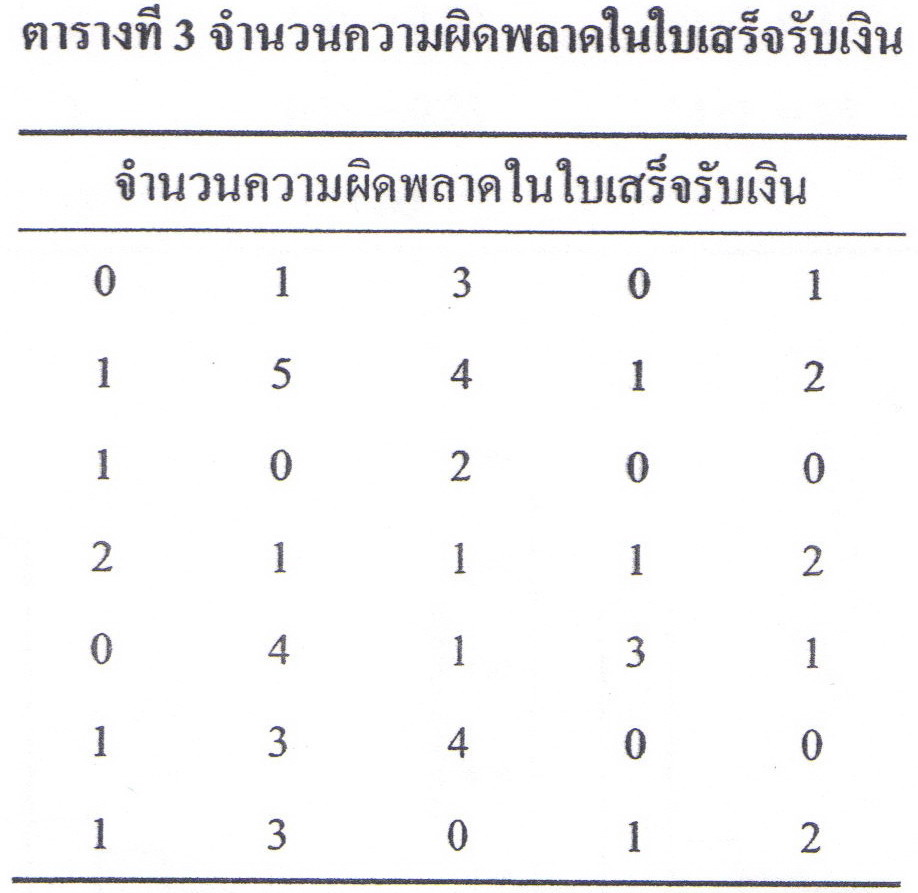 ตารางที่ 3 จำนวนความผิดพลาดในใบเสร็จรับเงิน
จำนวนความผิดพลาดในใบเสร็จรับเงิน
0 1 3 0 1
1 5 4 1 2
1 0 2 0 0
2 1 1 1 2
0 4 1 3 1
1 3 4 0 0
1 3 0 1 2